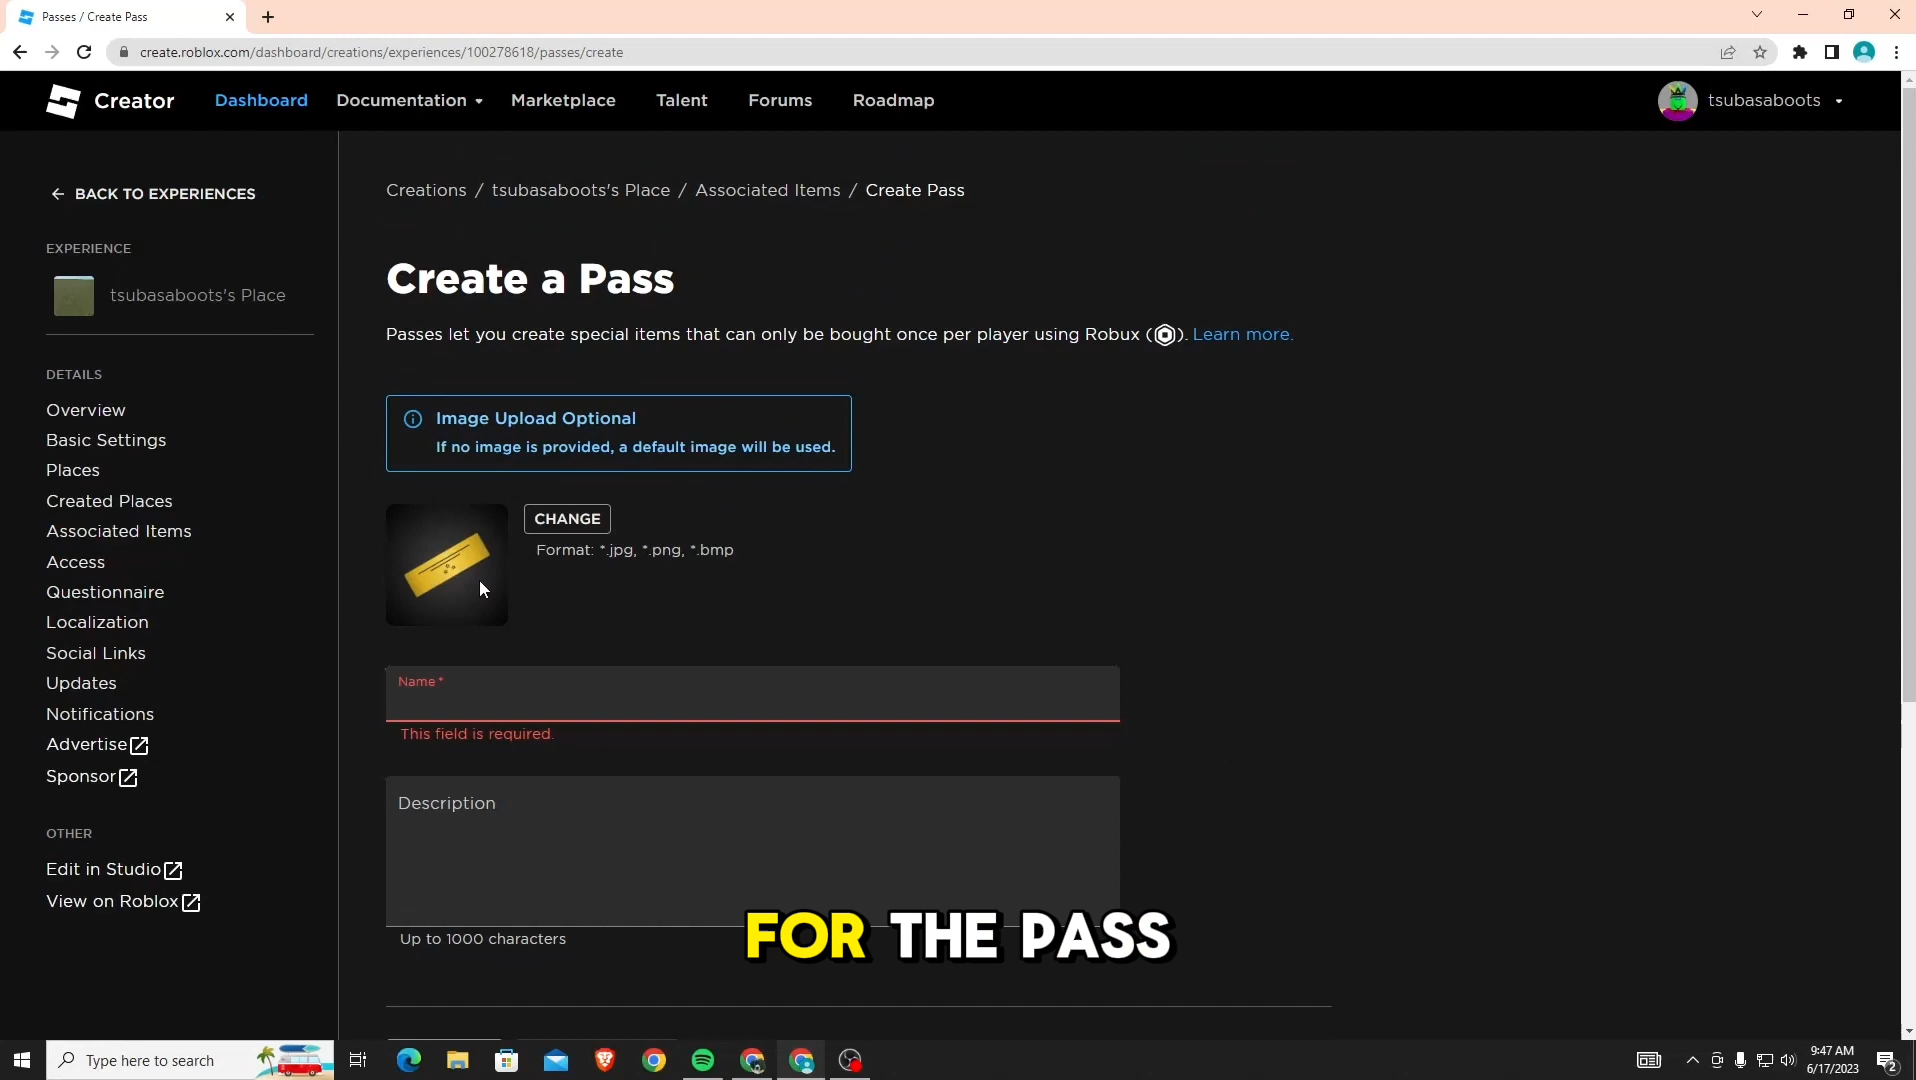 Passes / Create Pass
create.roblox.com/dashboard/creations/experiences/100278618/passes/create
Creator
Dashboard
Documentation
Marketplace
Talent
Forums
Roadmap
tsubasaboots
BACK TO EXPERIENCES
EXPERIENCE
tsubasaboots's Place
DETAILS
Overview
Basic Settings
Places
Created Places
Associated Items
Access
Questionnaire
Localization
Social Links
Updates
Notifications
Advertise
Sponsor
OTHER
Edit in Studio
View on Roblox
Creations / tsubasaboots's Place / Associated Items / Create Pass
Create a Pass
Passes let you create special items that can only be bought once per player using Robux ( ). Learn more.
Image Upload Optional
If no image is provided, a default image will be used.
CHANGE
Format: *.jpg, *.png, *.bmp
Name *
This field is required.
Description
Up to 1000 characters
FOR THE PASS
Type here to search
9:47 AM
6/17/2023
2